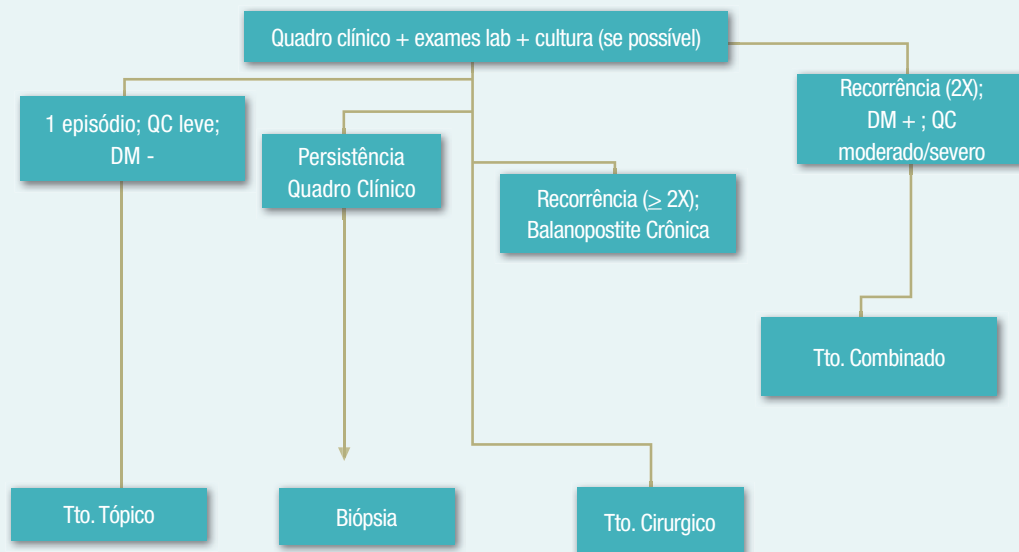 Quadro clínico + exames lab + cultura (se possível)
1 episódio; QC leve;
DM -
Persistência
Quadro Clínico
Recorrência (≥ 2X);
Balanopostite Crônica
Recorrência (2X);
DM + ; QC
moderado/severo
Tto. Combinado
Tto. Tópico
Biópsia
Tto. Cirurgico